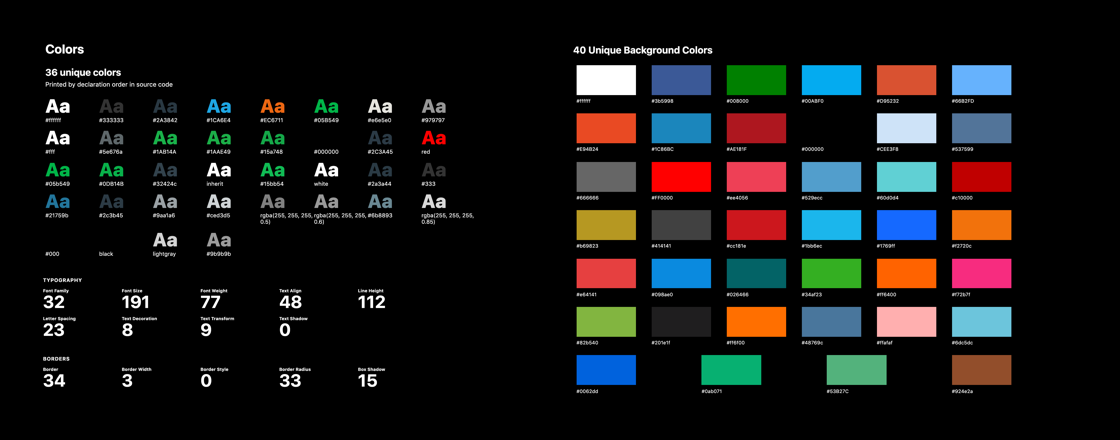 Colors
36 unique colors
Printed by declaration order in source code
Aa Aa Aa Aa Aa Aa Aa Aa
#ffffff #333333 #2A3842 #1CA6E4 #EC6711 #05B549 #e6e5e0 #979797
Aa Aa Aa Aa Aa Aa Aa
#fff #5e676a #1AB14A #1AAE49 #15a748 #000000 #2C3A45 red
Aa Aa Aa Aa Aa Aa Aa Aa
#05b549 #0D814B #32424c inherit #15bb54 white #2a3a44 #333
Aa Aa Aa Aa Aa Aa Aa Aa
#21759b #2c3b45 #9aa1a6 #ced3d5 rgba(255, 255, 255, 0.5) rgba(255, 255, 255, 0.6) #6b8893 rgba(255, 255, 255, 0.85)
Aa Aa
#000 black lightgray #9b9b9b
TYPOGRAPHY
Font Family Font Size Font Weight Text Align Line Height
32 191 77 48 112
Letter Spacing Text Decoration Text Transform Text Shadow
23 8 9 0
BORDERS
Border Border Width Border Style Border Radius Box Shadow
34 3 0 33 15
40 Unique Background Colors
#ffffff #3b5998 #008000 #00ABF0 #D95232 #66B2FD
#E94B24 #1C86BC #AE181F #000000 #CEE3F8 #537599
#666666 #FF0000 #ee4056 #529ecc #60d0d4 #c10000
#b69823 #414141 #cc181e #1bb6ec #1769ff #f2720c
#e64141 #098ae0 #026466 #34af23 #ff6400 #f72b7f
#82b540 #201e1f #ff6f00 #48769c #ffafaf #6dc5dc
#0062dd #0ab071 #53B27C #924e2a